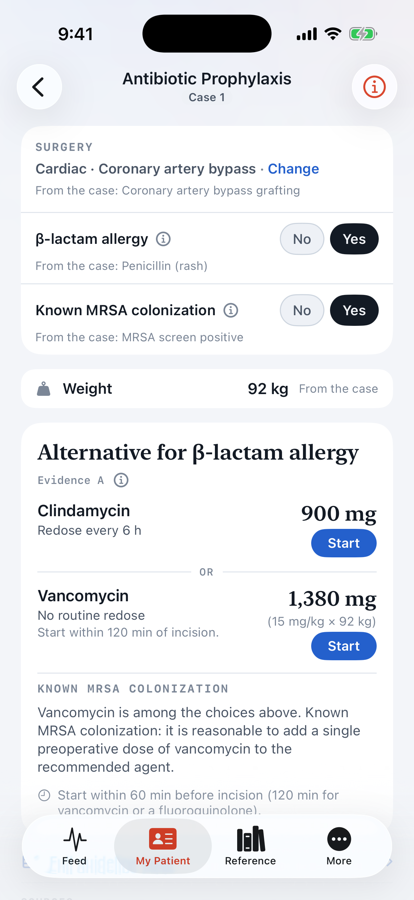 9:41
Antibiotic Prophylaxis
Case 1
SURGERY
Cardiac · Coronary artery bypass · Change
From the case: Coronary artery bypass grafting
β-lactam allergy
No
Yes
From the case: Penicillin (rash)
Known MRSA colonization
No
Yes
From the case: MRSA screen positive
Weight
92 kg
From the case
Alternative for β-lactam allergy
Evidence A
Clindamycin
900 mg
Redose every 6 h
Start
OR
Vancomycin
1,380 mg
No routine redose
(15 mg/kg × 92 kg)
Start within 120 min of incision.
Start
KNOWN MRSA COLONIZATION
Vancomycin is among the choices above. Known
MRSA colonization: it is reasonable to add a single
preoperative dose of vancomycin to the
recommended agent.
Start within 60 min before incision (120 min for
vancomycin or a fluoroquinolone).
Feed
My Patient
Reference
More